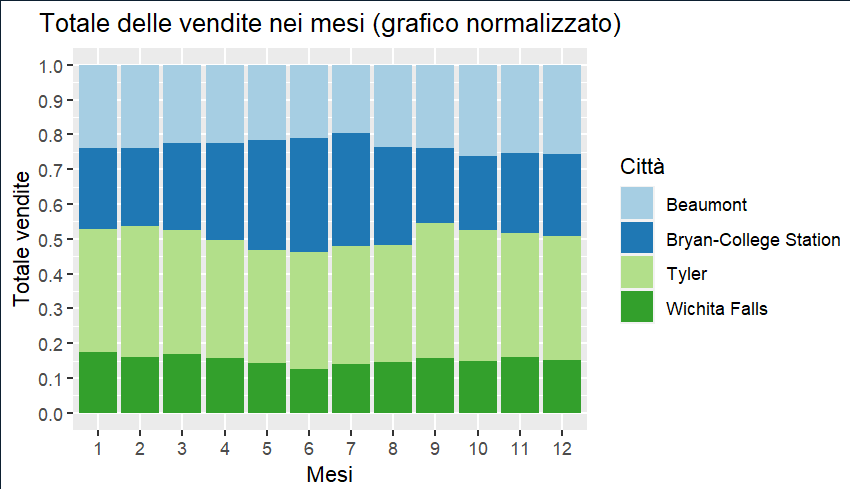 Totale delle vendite nei mesi (grafico normalizzato)
Totale vendite
1.0
0.9
0.8
0.7
0.6
0.5
0.4
0.3
0.2
0.1
0.0
1 2 3 4 5 6 7 8 9 10 11 12
Mesi
Città
Beaumont
Bryan-College Station
Tyler
Wichita Falls